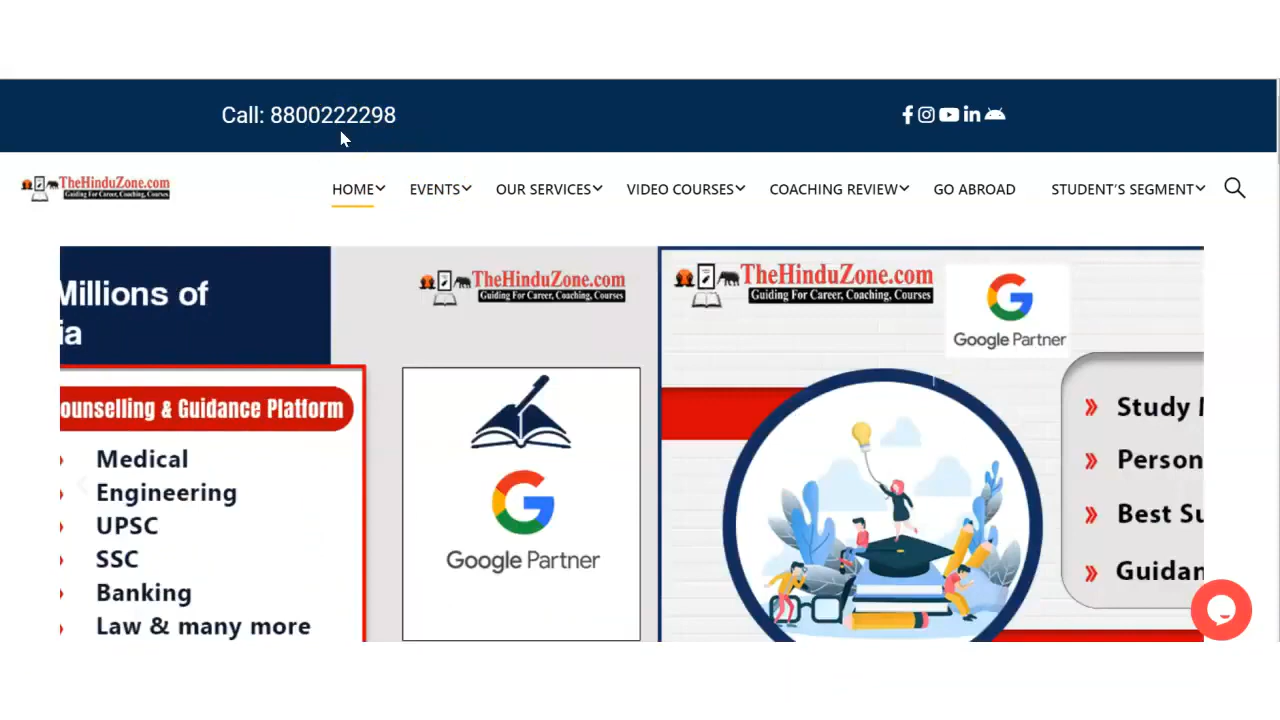 Call: 8800222298
TheHinduZone.com
Guiding For Career, Coaching, Courses
HOME EVENTS OUR SERVICES VIDEO COURSES COACHING REVIEW GO ABROAD STUDENT'S SEGMENT
Millions of
ia
ounselling & Guidance Platform
Medical
Engineering
UPSC
SSC
Banking
Law & many more
TheHinduZone.com
Guiding For Career, Coaching, Courses
Google Partner
TheHinduZone.com
Guiding For Career, Coaching, Courses
Google Partner
Study
Person
Best Su
Guidan